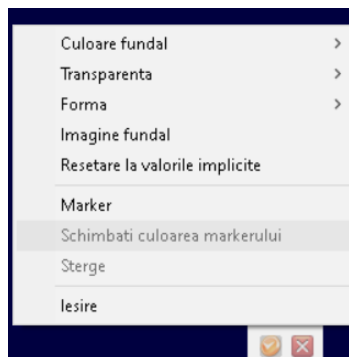 Culoare fundal
Transparenta
Forma
Imagine fundal
Resetare la valorile implicite
Marker
Schimbati culoarea markerului
Sterge
Iesire